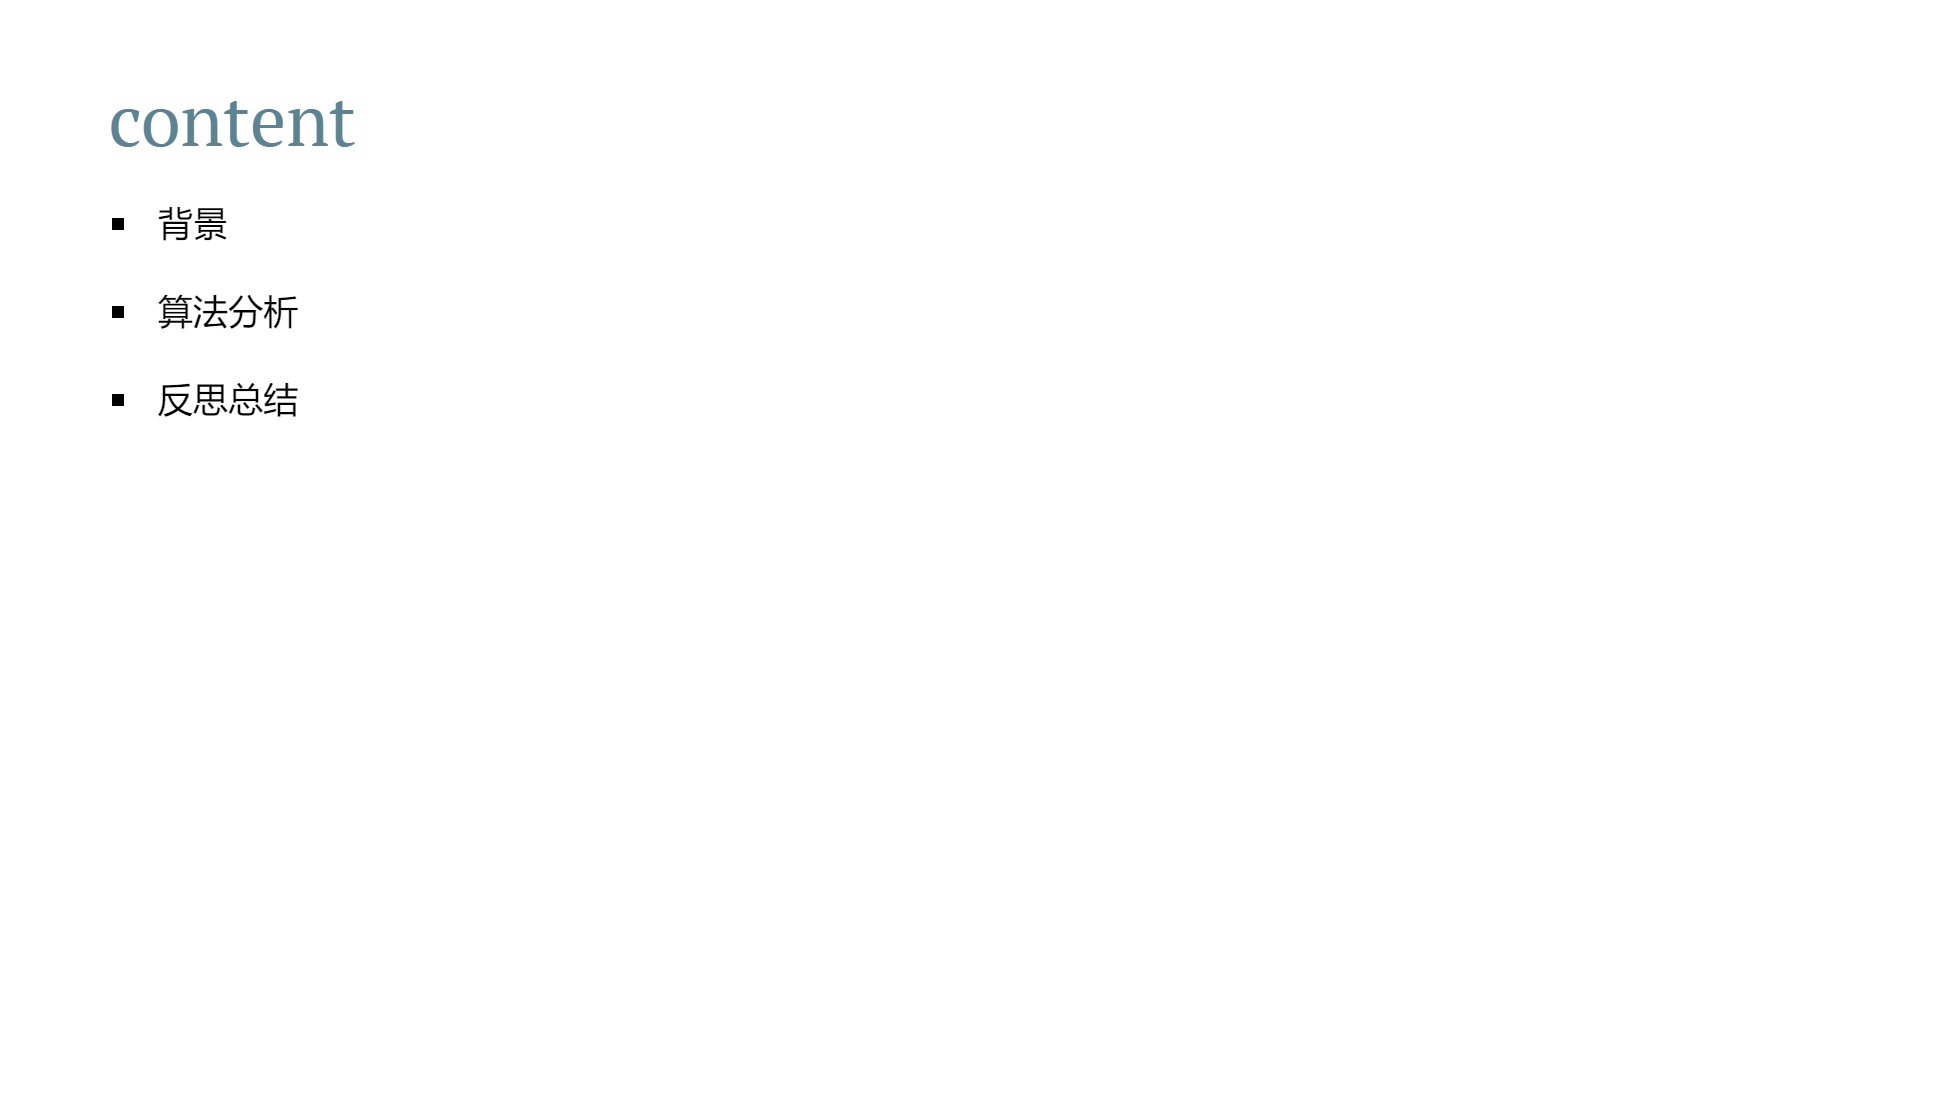 content
▪ 背景
▪ 算法分析
▪ 反思总结